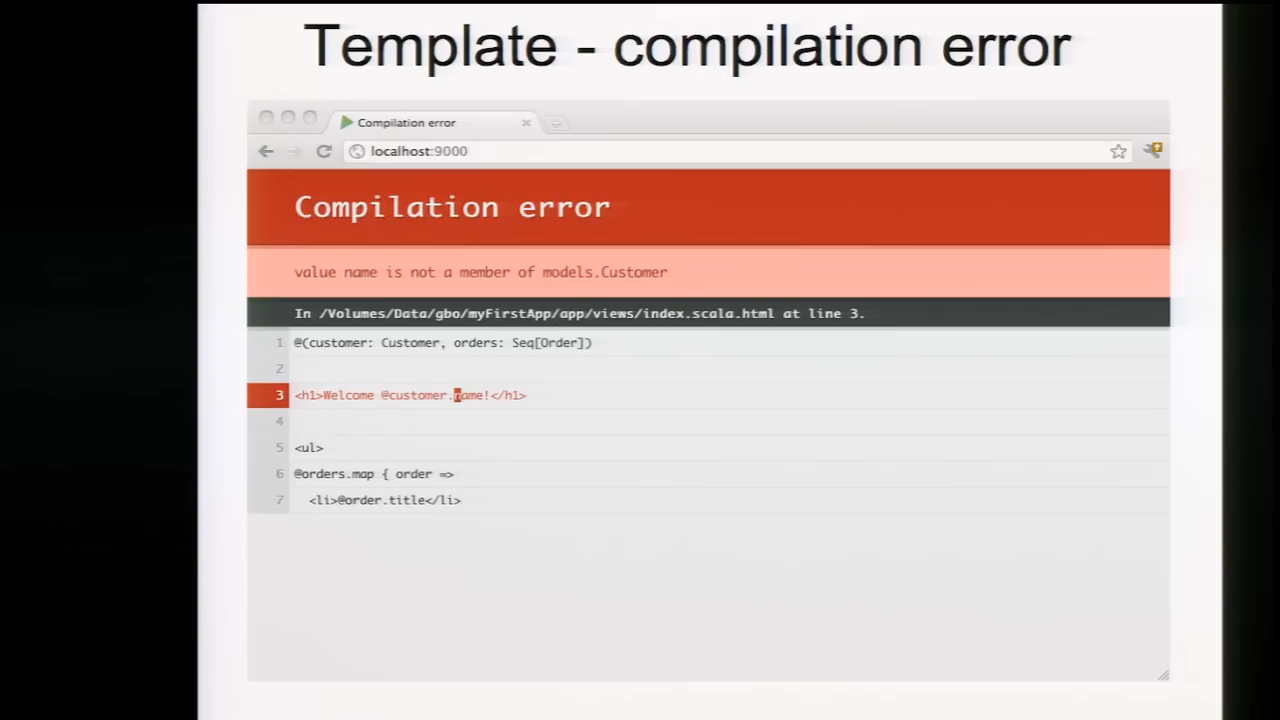 Template - compilation error
Compilation error
localhost:9000
Compilation error
value name is not a member of models.Customer
In /Volumes/Data/gbo/myFirstApp/app/views/index.scala.html at line 3.
1 @(customer: Customer, orders: Seq[Order])
2
3 <h1>Welcome @customer.name!</h1>
4
5 <ul>
6 @orders.map { order =>
7 <li>@order.title</li>